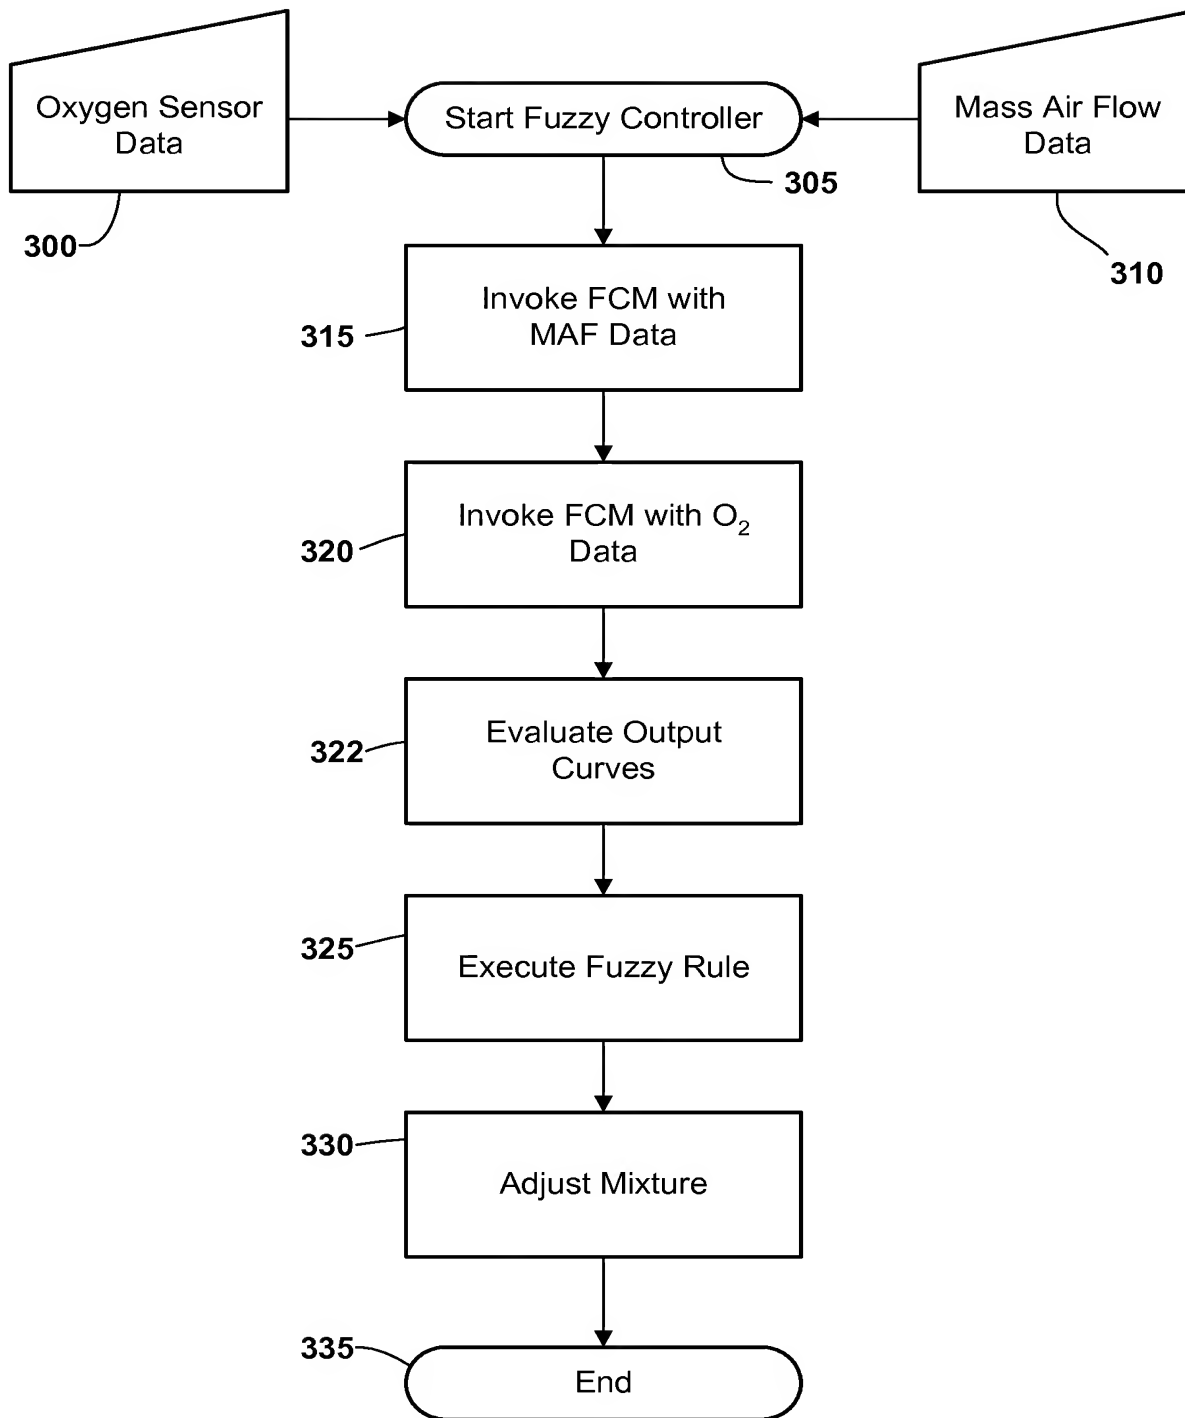 Oxygen Sensor
Data
300
Start Fuzzy Controller
305
Mass Air Flow
Data
310
Invoke FCM with
MAF Data
315
Invoke FCM with O₂
Data
320
Evaluate Output
Curves
322
Execute Fuzzy Rule
325
Adjust Mixture
330
End
335